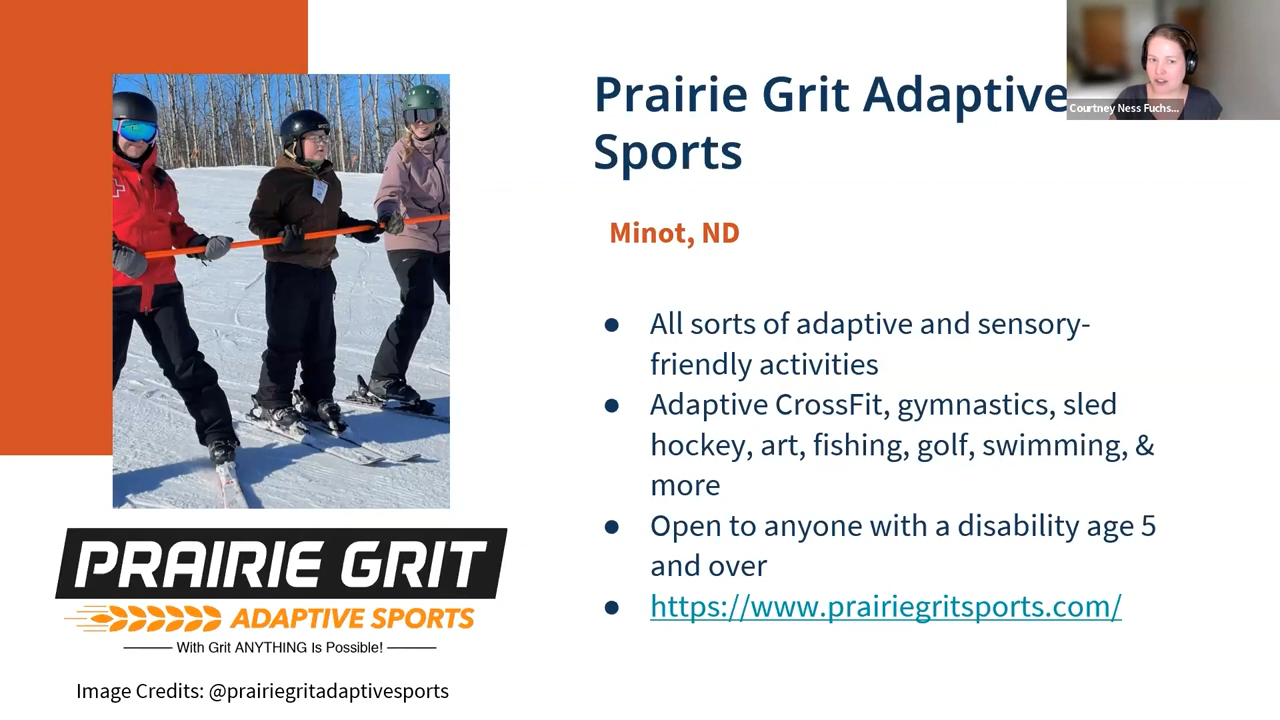 Prairie Grit Adaptive
Sports
Courtney Ness Fuchs...
Minot, ND
● All sorts of adaptive and sensory-
friendly activities
● Adaptive CrossFit, gymnastics, sled
hockey, art, fishing, golf, swimming, &
more
● Open to anyone with a disability age 5
and over
● https://www.prairiegritsports.com/
PRAIRIE GRIT
ADAPTIVE SPORTS
With Grit ANYTHING Is Possible!
Image Credits: @prairiegritadaptivesports